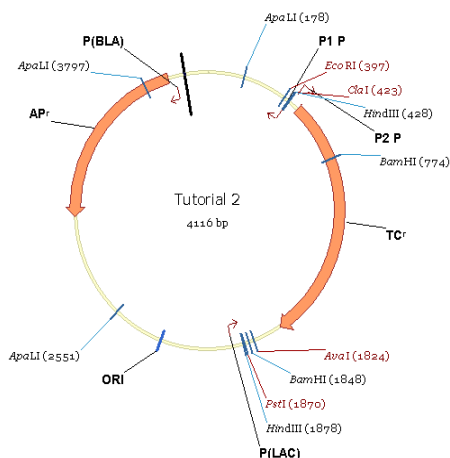 P(BLA)
ApaLI (178)
P1 P
ApaLI (3797)
EcoRI (397)
ClaI (423)
HindIII (428)
APr
P2 P
BamHI (774)
Tutorial 2
4116 bp
TCr
ApaLI (2551)
AvaI (1824)
ORI
BamHI (1848)
PstI (1870)
HindIII (1878)
P(LAC)